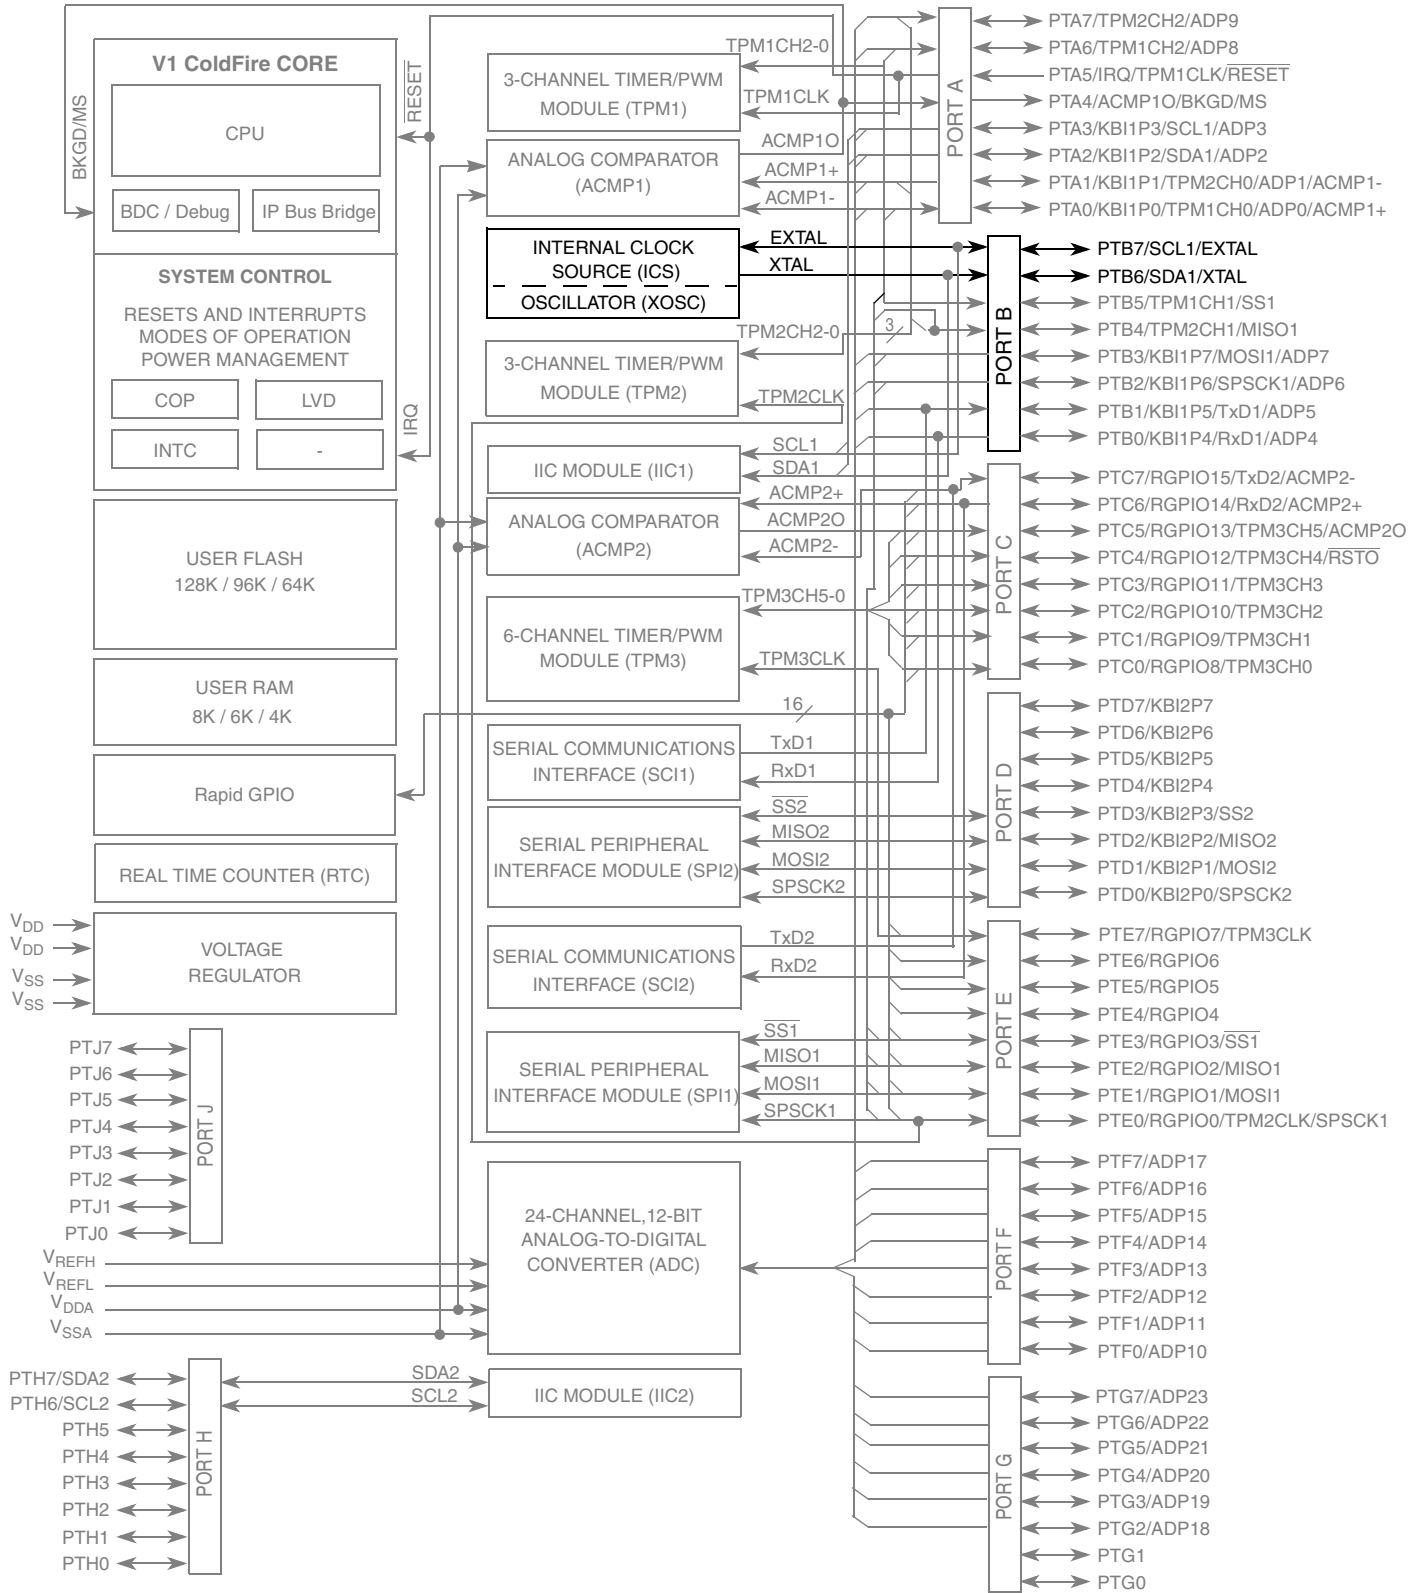 V1 ColdFire CORE
CPU
BDC / Debug
IP Bus Bridge
BKGD/MS
RESET
SYSTEM CONTROL
RESETS AND INTERRUPTS
MODES OF OPERATION
POWER MANAGEMENT
COP
LVD
INTC
-
IRQ
USER FLASH
128K / 96K / 64K
USER RAM
8K / 6K / 4K
Rapid GPIO
REAL TIME COUNTER (RTC)
VOLTAGE
REGULATOR
VDD
VDD
VSS
VSS
PORT J
PTJ7
PTJ6
PTJ5
PTJ4
PTJ3
PTJ2
PTJ1
PTJ0
VREFH
VREFL
VDDA
VSSA
PORT H
PTH7/SDA2
PTH6/SCL2
PTH5
PTH4
PTH3
PTH2
PTH1
PTH0
3-CHANNEL TIMER/PWM
MODULE (TPM1)
TPM1CH2-0
TPM1CLK
ANALOG COMPARATOR
(ACMP1)
ACMP1O
ACMP1+
ACMP1-
INTERNAL CLOCK
SOURCE (ICS)
OSCILLATOR (XOSC)
EXTAL
XTAL
3-CHANNEL TIMER/PWM
MODULE (TPM2)
TPM2CH2-0
3
TPM2CLK
IIC MODULE (IIC1)
SCL1
SDA1
ANALOG COMPARATOR
(ACMP2)
ACMP2+
ACMP2O
ACMP2-
6-CHANNEL TIMER/PWM
MODULE (TPM3)
TPM3CH5-0
TPM3CLK
16
SERIAL COMMUNICATIONS
INTERFACE (SCI1)
TxD1
RxD1
SERIAL PERIPHERAL
INTERFACE MODULE (SPI2)
SS2
MISO2
MOSI2
SPSCK2
SERIAL COMMUNICATIONS
INTERFACE (SCI2)
TxD2
RxD2
SERIAL PERIPHERAL
INTERFACE MODULE (SPI1)
SS1
MISO1
MOSI1
SPSCK1
24-CHANNEL,12-BIT
ANALOG-TO-DIGITAL
CONVERTER (ADC)
IIC MODULE (IIC2)
SDA2
SCL2
PORT A
PTA7/TPM2CH2/ADP9
PTA6/TPM1CH2/ADP8
PTA5/IRQ/TPM1CLK/RESET
PTA4/ACMP1O/BKGD/MS
PTA3/KBI1P3/SCL1/ADP3
PTA2/KBI1P2/SDA1/ADP2
PTA1/KBI1P1/TPM2CH0/ADP1/ACMP1-
PTA0/KBI1P0/TPM1CH0/ADP0/ACMP1+
PORT B
PTB7/SCL1/EXTAL
PTB6/SDA1/XTAL
PTB5/TPM1CH1/SS1
PTB4/TPM2CH1/MISO1
PTB3/KBI1P7/MOSI1/ADP7
PTB2/KBI1P6/SPSCK1/ADP6
PTB1/KBI1P5/TxD1/ADP5
PTB0/KBI1P4/RxD1/ADP4
PORT C
PTC7/RGPIO15/TxD2/ACMP2-
PTC6/RGPIO14/RxD2/ACMP2+
PTC5/RGPIO13/TPM3CH5/ACMP2O
PTC4/RGPIO12/TPM3CH4/RSTO
PTC3/RGPIO11/TPM3CH3
PTC2/RGPIO10/TPM3CH2
PTC1/RGPIO9/TPM3CH1
PTC0/RGPIO8/TPM3CH0
PORT D
PTD7/KBI2P7
PTD6/KBI2P6
PTD5/KBI2P5
PTD4/KBI2P4
PTD3/KBI2P3/SS2
PTD2/KBI2P2/MISO2
PTD1/KBI2P1/MOSI2
PTD0/KBI2P0/SPSCK2
PORT E
PTE7/RGPIO7/TPM3CLK
PTE6/RGPIO6
PTE5/RGPIO5
PTE4/RGPIO4
PTE3/RGPIO3/SS1
PTE2/RGPIO2/MISO1
PTE1/RGPIO1/MOSI1
PTE0/RGPIO0/TPM2CLK/SPSCK1
PORT F
PTF7/ADP17
PTF6/ADP16
PTF5/ADP15
PTF4/ADP14
PTF3/ADP13
PTF2/ADP12
PTF1/ADP11
PTF0/ADP10
PORT G
PTG7/ADP23
PTG6/ADP22
PTG5/ADP21
PTG4/ADP20
PTG3/ADP19
PTG2/ADP18
PTG1
PTG0